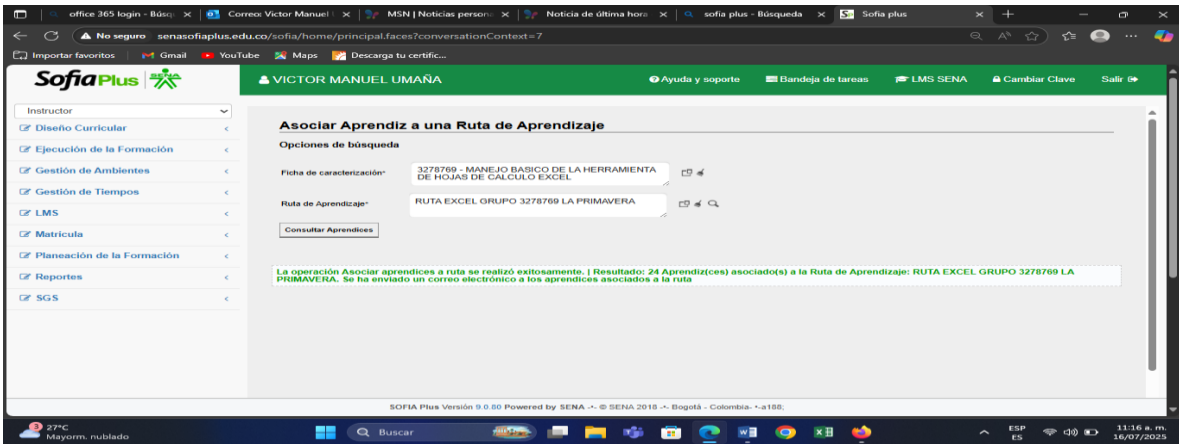 office 365 login - Búsq
Correo: Victor Manuel
MSN | Noticias person
Noticia de última hora
sofia plus - Búsqueda
Sofia plus
No seguro senasofiaplus.edu.co/sofia/home/principal.faces?conversationContext=7
Importar favoritos
Gmail
YouTube
Maps
Descarga tu certific...
Sofia Plus
SENA
VICTOR MANUEL UMAÑA
Ayuda y soporte
Bandeja de tareas
LMS SENA
Cambiar Clave
Salir
Instructor
Diseño Curricular
Ejecución de la Formación
Gestión de Ambientes
Gestión de Tiempos
LMS
Matricula
Planeación de la Formación
Reportes
SGS
Asociar Aprendiz a una Ruta de Aprendizaje
Opciones de búsqueda
Ficha de caracterización*
3278769 - MANEJO BASICO DE LA HERRAMIENTA
DE HOJAS DE CALCULO EXCEL
Ruta de Aprendizaje*
RUTA EXCEL GRUPO 3278769 LA PRIMAVERA
Consultar Aprendices
La operación Asociar aprendices a ruta se realizó exitosamente. | Resultado: 24 Aprendiz(ces) asociado(s) a la Ruta de Aprendizaje: RUTA EXCEL GRUPO 3278769 LA
PRIMAVERA. Se ha enviado un correo electrónico a los aprendices asociados a la ruta
SOFIA Plus Versión 9.0.80 Powered by SENA -•- © SENA 2018 -•- Bogotá - Colombia- •-a188;
3
27°C
Mayorm. nublado
Buscar
ESP
ES
11:16 a. m.
16/07/2025